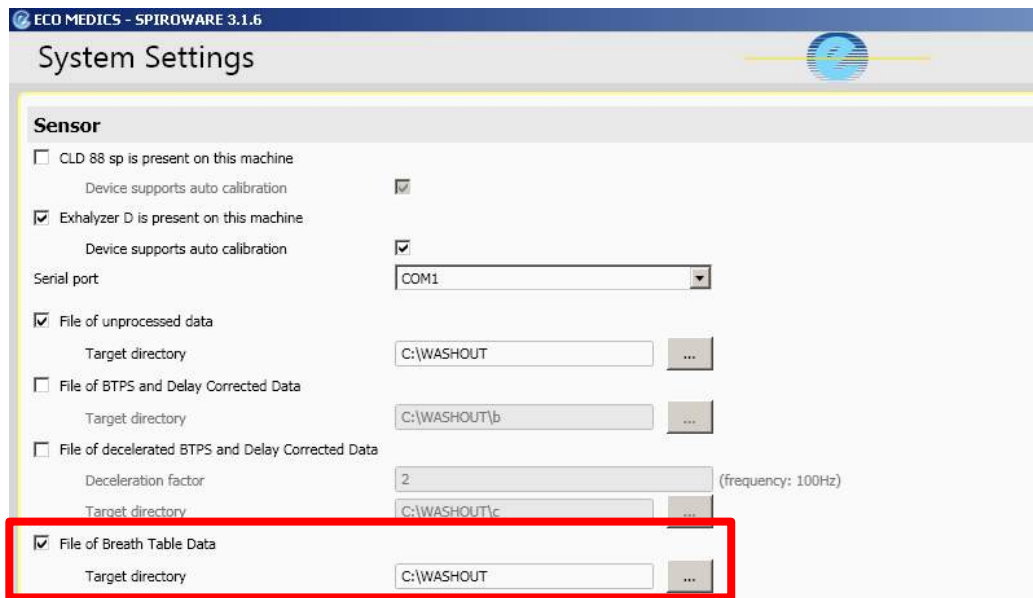 ECO MEDICS - SPIROWARE 3.1.6
System Settings
Sensor
CLD 88 sp is present on this machine
Device supports auto calibration
Exhalyzer D is present on this machine
Device supports auto calibration
Serial port COM1
File of unprocessed data
Target directory C:\WASHOUT ...
File of BTPS and Delay Corrected Data
Target directory C:\WASHOUT\b ...
File of decelerated BTPS and Delay Corrected Data
Deceleration factor 2 (frequency: 100Hz)
Target directory C:\WASHOUT\c ...
File of Breath Table Data
Target directory C:\WASHOUT ...